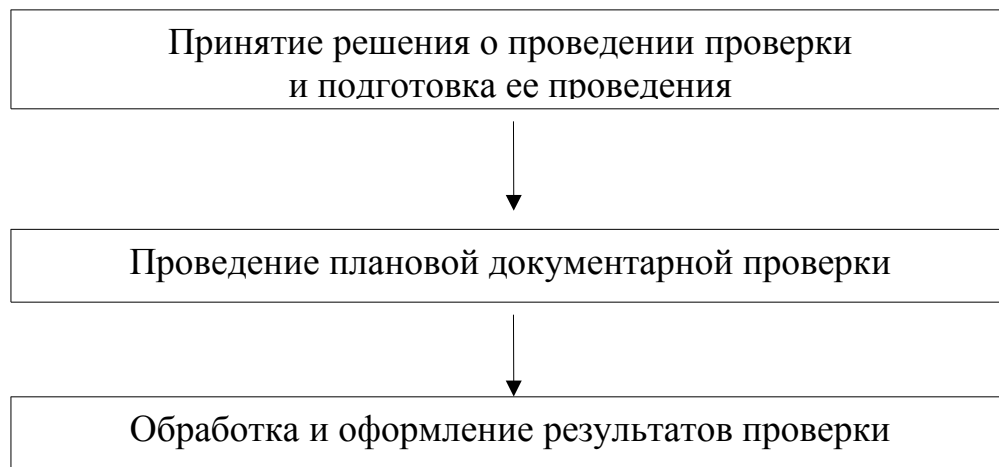 Принятие решения о проведении проверки
и подготовка ее проведения
Проведение плановой документарной проверки
Обработка и оформление результатов проверки